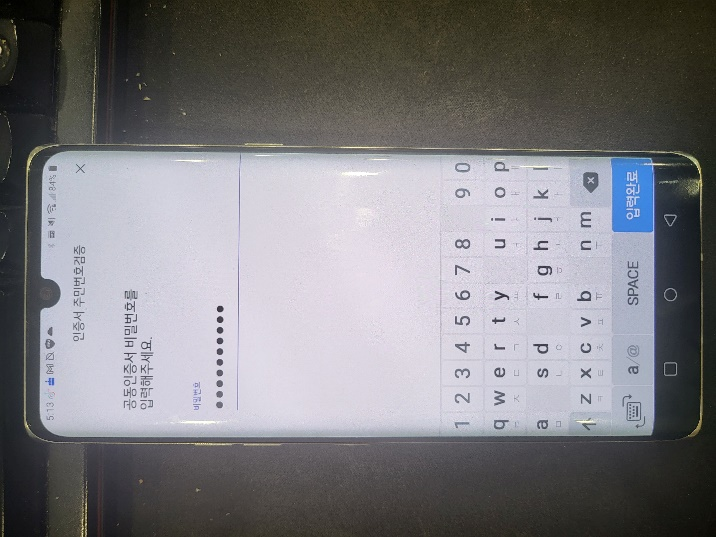 5:13
84%
인증서 주민번호검증
공동인증서 비밀번호를
입력해주세요.
비밀번호
●●●●●●●●●●
1 2 3 4 5 6 7 8 9 0
q w e r t y u i o p
a s d f g h j k l
z x c v b n m
a/@ SPACE 입력완료